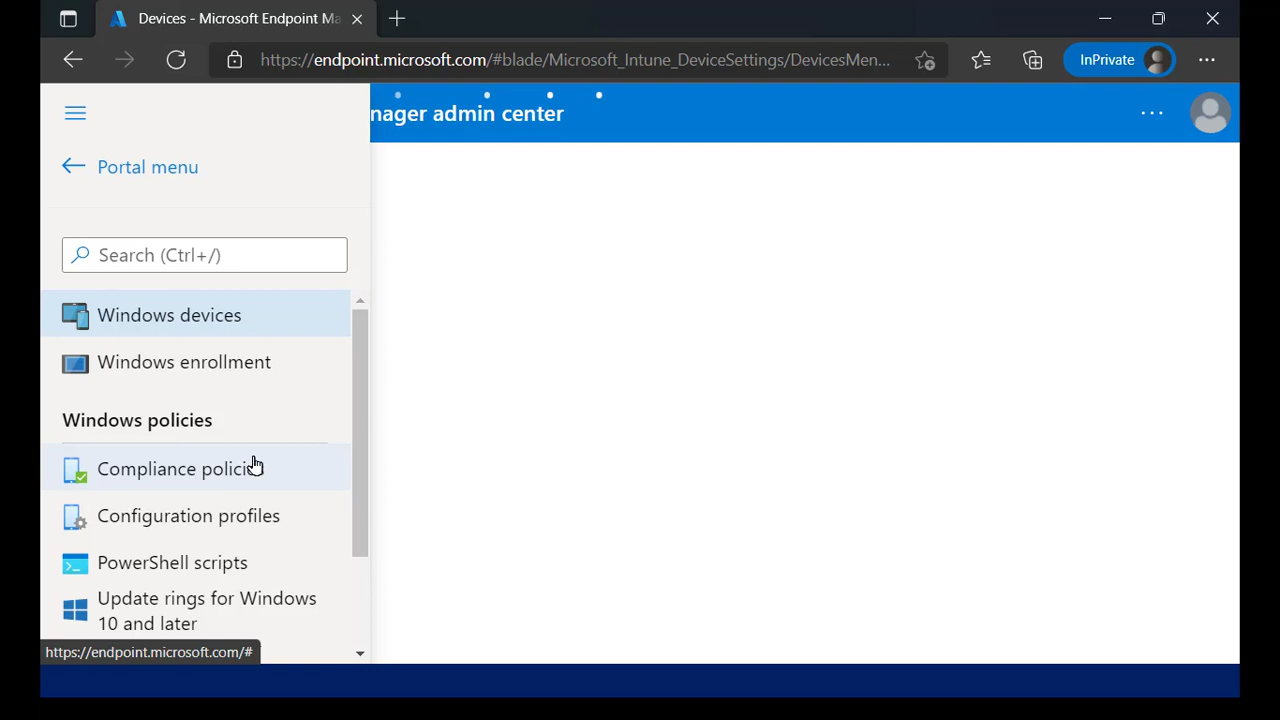 Devices - Microsoft Endpoint Ma
https://endpoint.microsoft.com/#blade/Microsoft_Intune_DeviceSettings/DevicesMen...
InPrivate
nager admin center
Portal menu
Search (Ctrl+/)
Windows devices
Windows enrollment
Windows policies
Compliance policies
Configuration profiles
PowerShell scripts
Update rings for Windows
10 and later
https://endpoint.microsoft.com/#